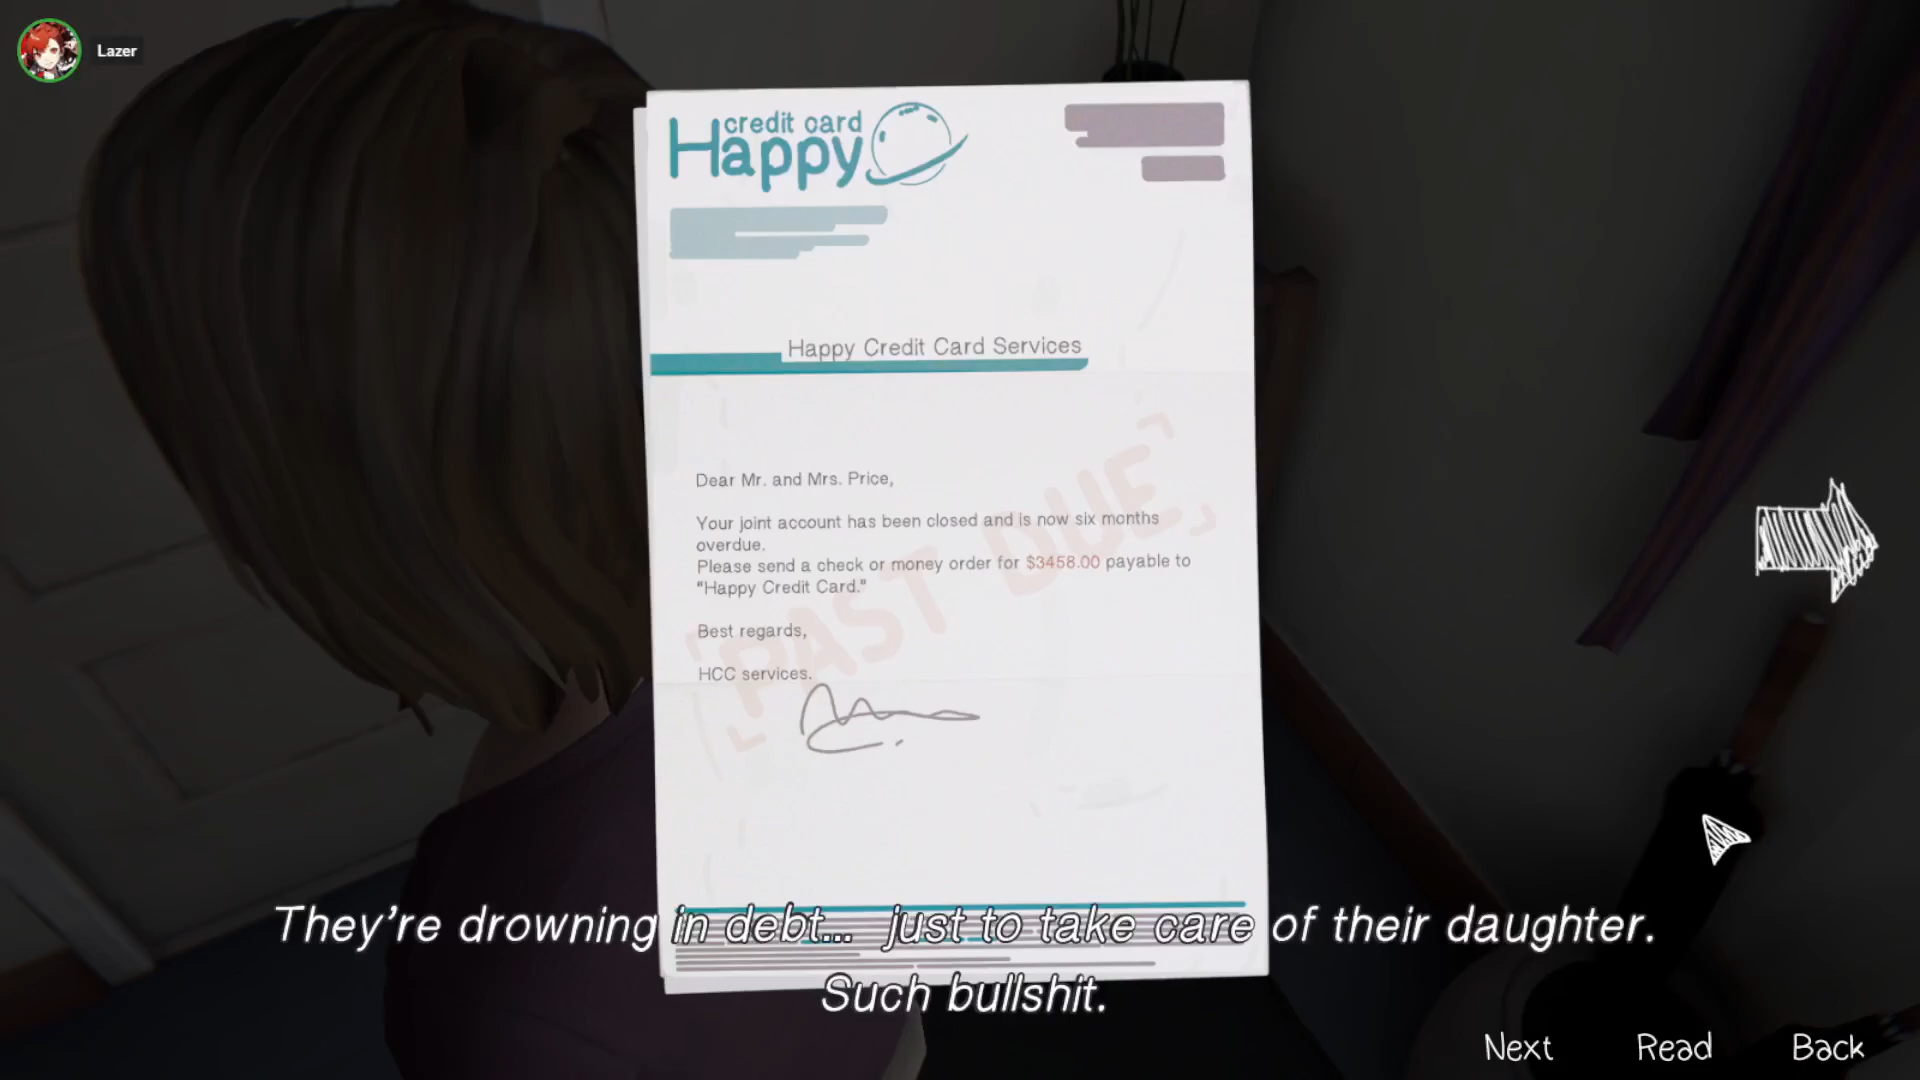 Lazer
credit card
Happy
Happy Credit Card Services
Dear Mr. and Mrs. Price,
Your joint account has been closed and is now six months
overdue.
Please send a check or money order for $3458.00 payable to
"Happy Credit Card."
PAST DUE
Best regards,
HCC services.
They're drowning in debt... just to take care of their daughter.
Such bullshit.
Next Read Back